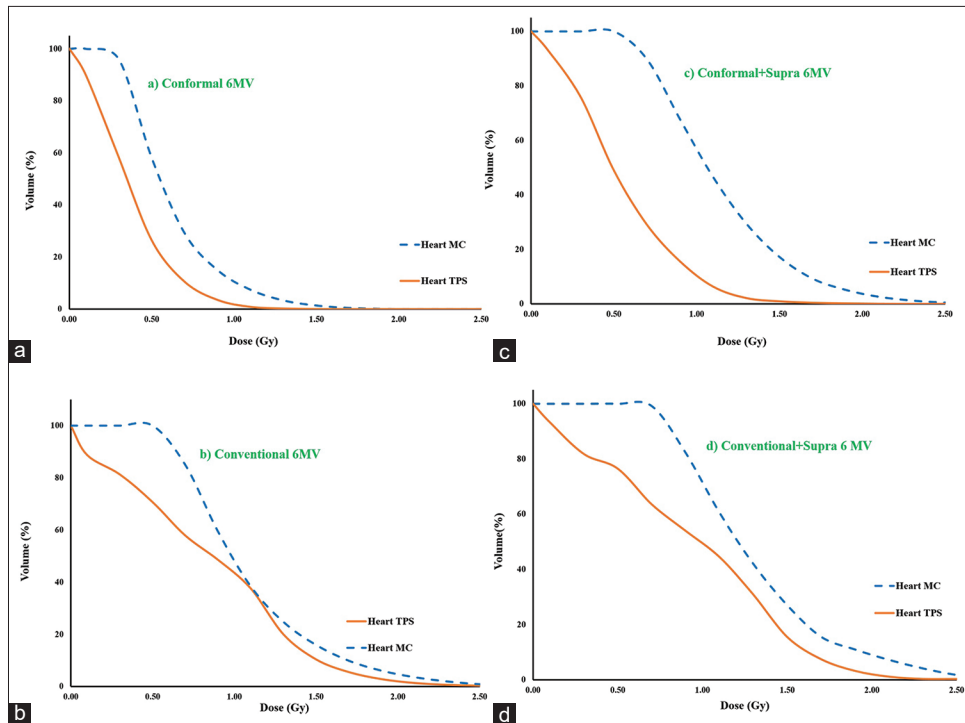 100
80
60
40
20
0
Volume (%)
a) Conformal 6MV
Heart MC
Heart TPS
0.00 0.50 1.00 1.50 2.00 2.50
Dose (Gy)
a
100
80
60
40
20
0
Volume (%)
c) Conformal+Supra 6MV
Heart MC
Heart TPS
0.00 0.50 1.00 1.50 2.00 2.50
Dose (Gy)
c
100
80
60
40
20
0
Volume (%)
b) Conventional 6MV
Heart TPS
Heart MC
0.00 0.50 1.00 1.50 2.00 2.50
Dose (Gy)
b
100
80
60
40
20
0
Volume(%)
d) Conventional+Supra 6 MV
Heart MC
Heart TPS
0.00 0.50 1.00 1.50 2.00 2.50
Dose (Gy)
d